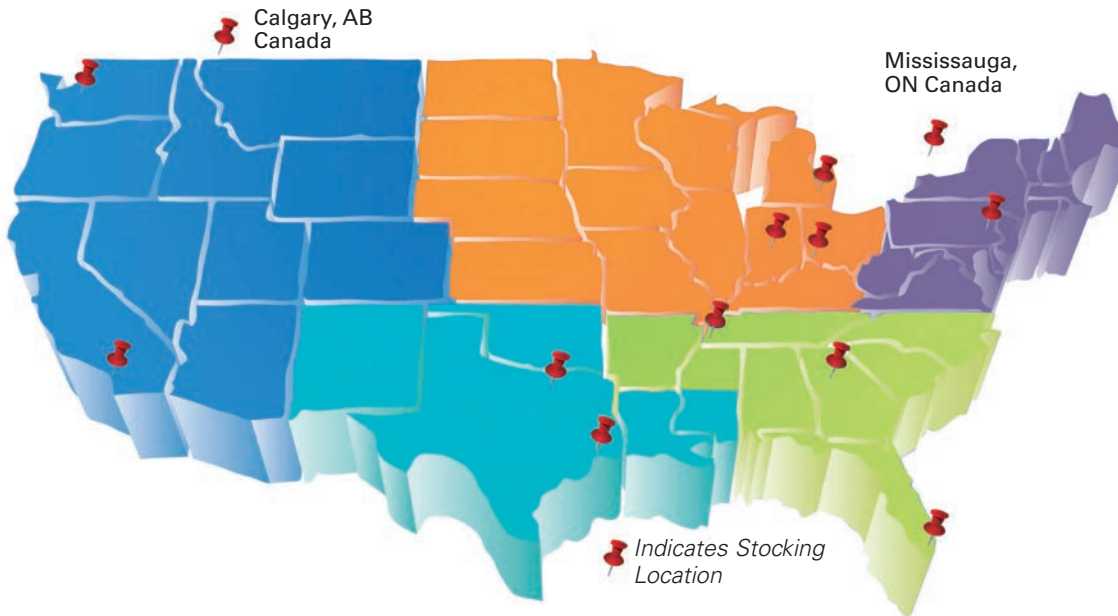 Calgary, AB
Canada
Mississauga,
ON Canada
Indicates Stocking
Location